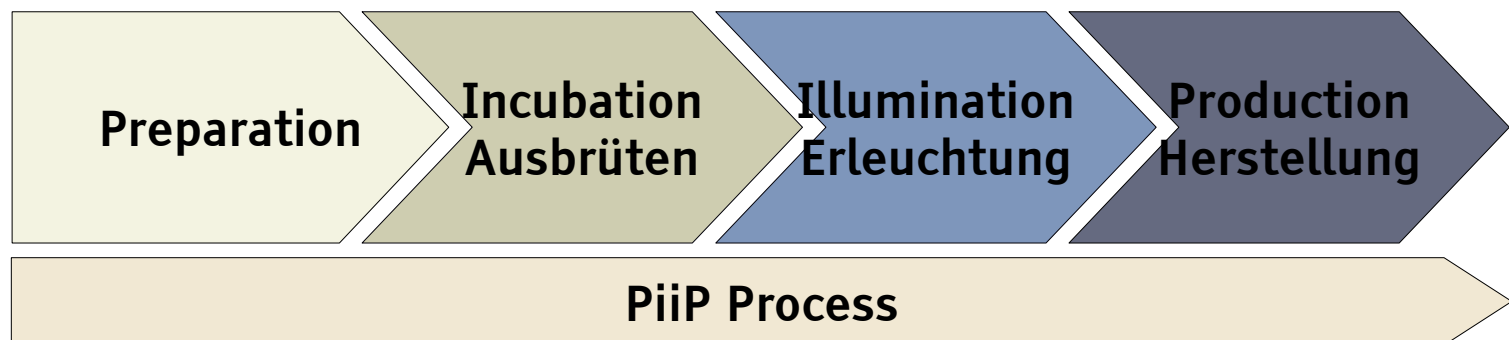 Preparation
Incubation
Ausbrüten
Illumination
Erleuchtung
Production
Herstellung
PiiP Process